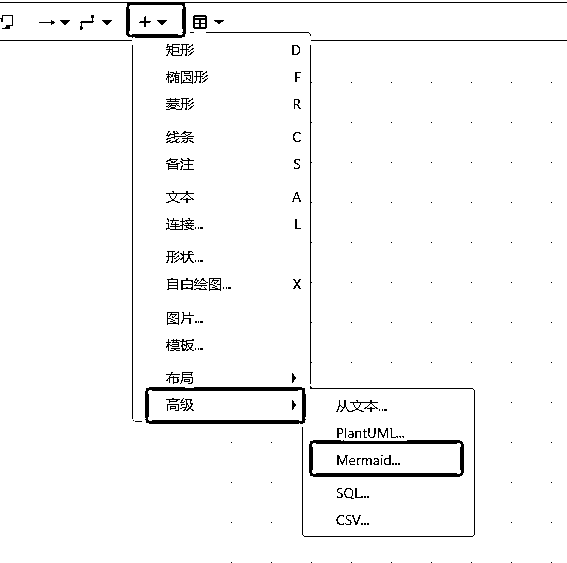 矩形 D
椭圆形 F
菱形 R
线条 C
备注 S
文本 A
连接... L
形状...
自白绘图... X
图片...
模板...
布局
高级
从文本...
PlantUML...
Mermaid...
SQL...
CSV...